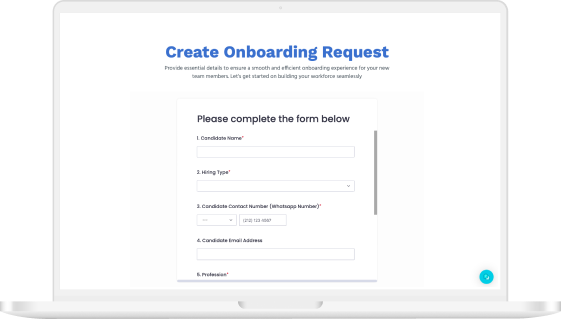 Create Onboarding Request
Provide essential details to ensure a smooth and efficient onboarding experience for your new
team members. Let's get started on building your workforce seamlessly
Please complete the form below
1. Candidate Name*
2. Hiring Type*
3. Candidate Contact Number (Whatsapp Number)*
(212) 123-4567
4. Candidate Email Address
5. Profession*